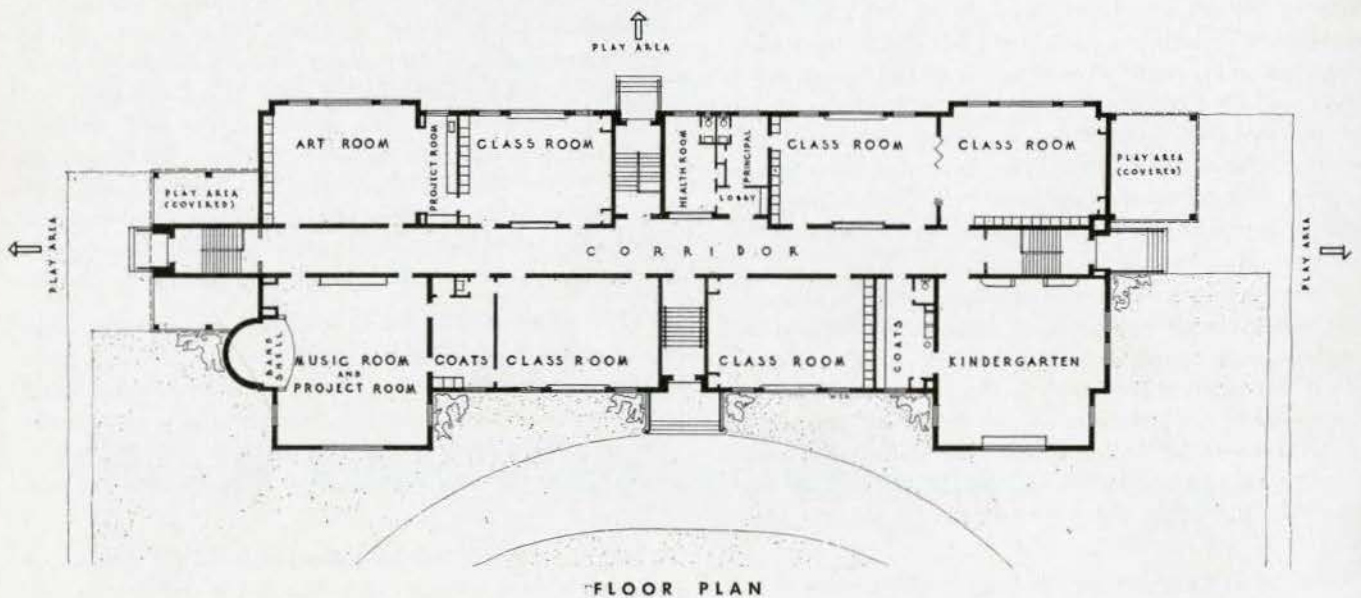 PLAY AREA
ART ROOM
PROJECT ROOM
CLASS ROOM
HEALTH ROOM
PRINCIPAL
LOBBY
CLASS ROOM
CLASS ROOM
PLAY AREA
(COVERED)
PLAY AREA
(COVERED)
PLAY AREA
CORRIDOR
PLAY AREA
BAND
SHELL
MUSIC ROOM
AND
PROJECT ROOM
COATS
CLASS ROOM
CLASS ROOM
COATS
KINDERGARTEN
FLOOR PLAN